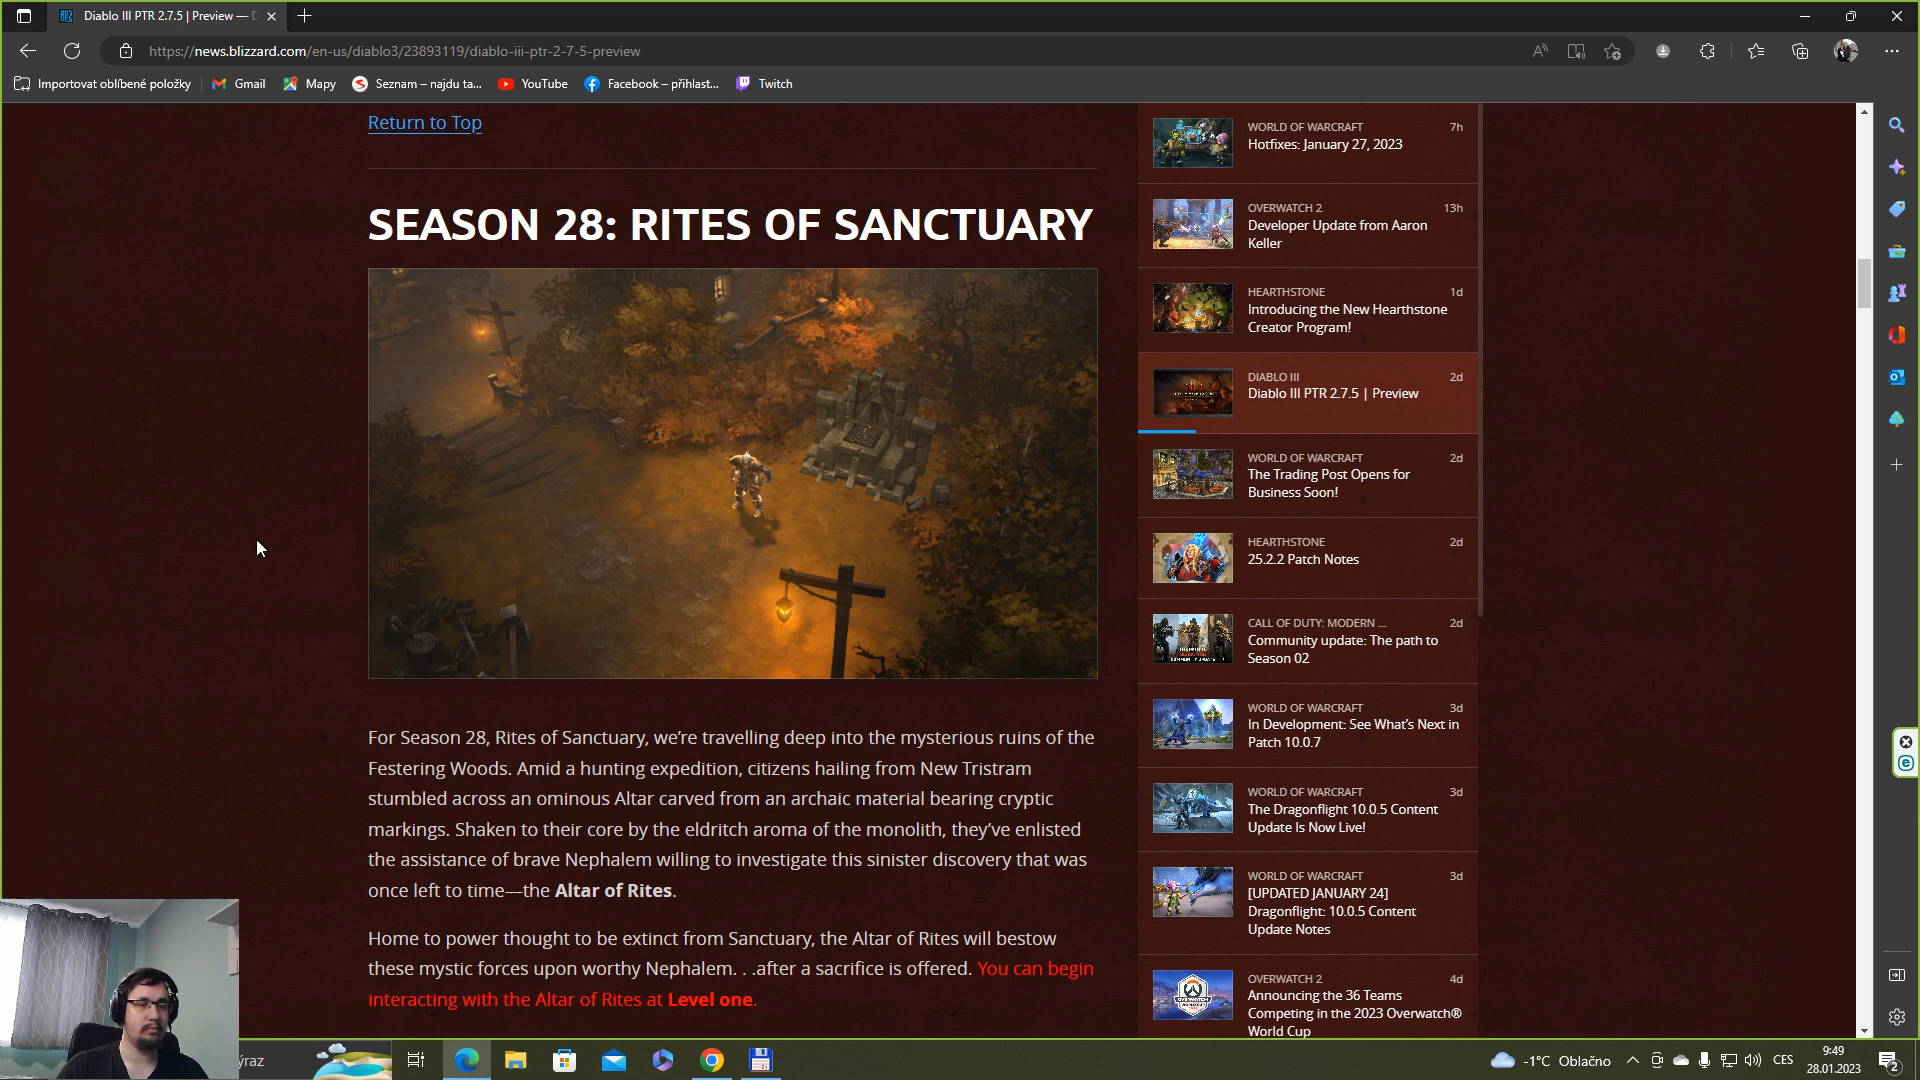 Diablo III PTR 2.7.5 | Preview —
https://news.blizzard.com/en-us/diablo3/23893119/diablo-iii-ptr-2-7-5-preview
Importovat oblíbené položky
Gmail
Mapy
Seznam – najdu ta...
YouTube
Facebook – přihlast...
Twitch
Return to Top
SEASON 28: RITES OF SANCTUARY
For Season 28, Rites of Sanctuary, we're travelling deep into the mysterious ruins of the
Festering Woods. Amid a hunting expedition, citizens hailing from New Tristram
stumbled across an ominous Altar carved from an archaic material bearing cryptic
markings. Shaken to their core by the eldritch aroma of the monolith, they've enlisted
the assistance of brave Nephalem willing to investigate this sinister discovery that was
once left to time—the Altar of Rites.
Home to power thought to be extinct from Sanctuary, the Altar of Rites will bestow
these mystic forces upon worthy Nephalem. . .after a sacrifice is offered. You can begin
interacting with the Altar of Rites at Level one.
WORLD OF WARCRAFT 7h
Hotfixes: January 27, 2023
OVERWATCH 2 13h
Developer Update from Aaron
Keller
HEARTHSTONE 1d
Introducing the New Hearthstone
Creator Program!
DIABLO III 2d
Diablo III PTR 2.7.5 | Preview
WORLD OF WARCRAFT 2d
The Trading Post Opens for
Business Soon!
HEARTHSTONE 2d
25.2.2 Patch Notes
CALL OF DUTY: MODERN ... 2d
Community update: The path to
Season 02
WORLD OF WARCRAFT 3d
In Development: See What's Next in
Patch 10.0.7
WORLD OF WARCRAFT 3d
The Dragonflight 10.0.5 Content
Update Is Now Live!
WORLD OF WARCRAFT 3d
[UPDATED JANUARY 24]
Dragonflight: 10.0.5 Content
Update Notes
OVERWATCH 2 4d
Announcing the 36 Teams
Competing in the 2023 Overwatch®
World Cup
ýraz
-1°C Oblačno
CES
9:49
28.01.2023
2